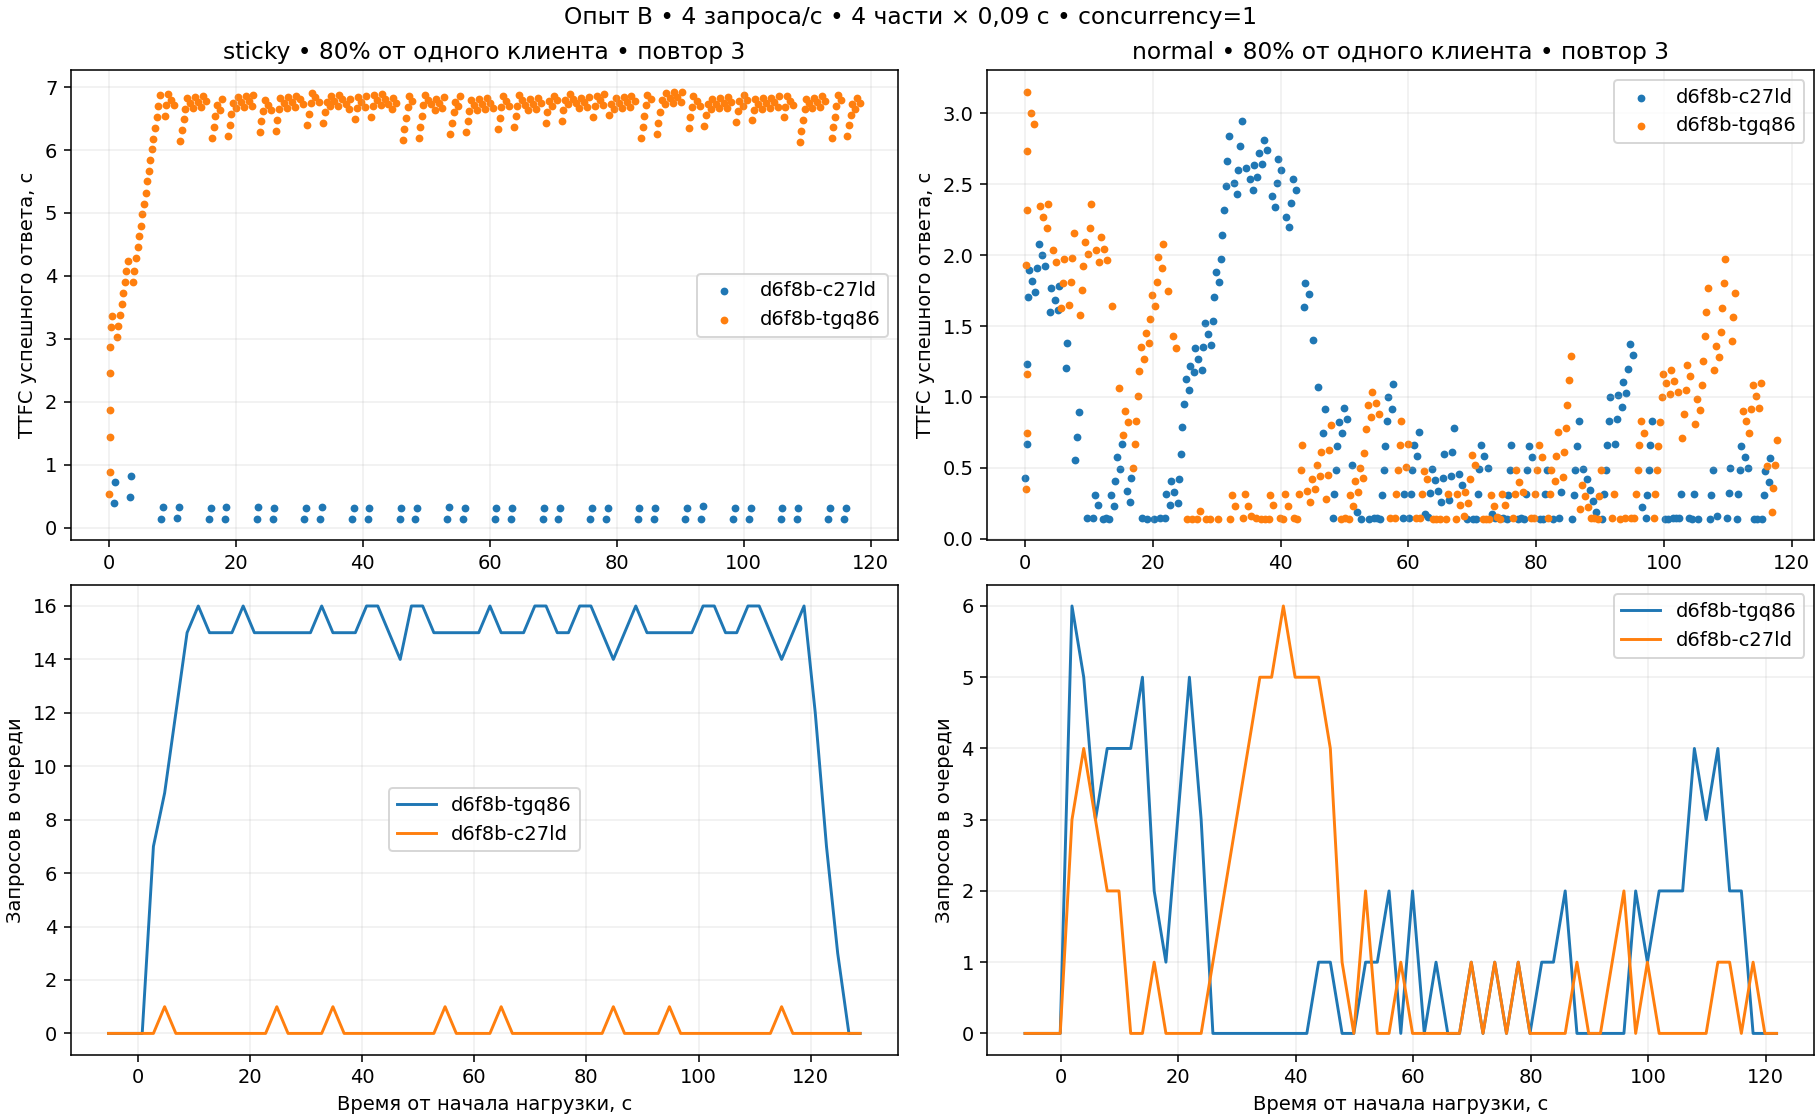 Опыт B • 4 запроса/с • 4 части × 0,09 с • concurrency=1
sticky • 80% от одного клиента • повтор 3
TTFC успешного ответа, с
7
6
5
4
3
2
1
0
d6f8b-c27ld
d6f8b-tgq86
0 20 40 60 80 100 120
normal • 80% от одного клиента • повтор 3
TTFC успешного ответа, с
3.0
2.5
2.0
1.5
1.0
0.5
0.0
d6f8b-c27ld
d6f8b-tgq86
0 20 40 60 80 100 120
Запросов в очереди
16
14
12
10
8
6
4
2
0
d6f8b-tgq86
d6f8b-c27ld
0 20 40 60 80 100 120
Время от начала нагрузки, с
Запросов в очереди
6
5
4
3
2
1
0
d6f8b-tgq86
d6f8b-c27ld
0 20 40 60 80 100 120
Время от начала нагрузки, с